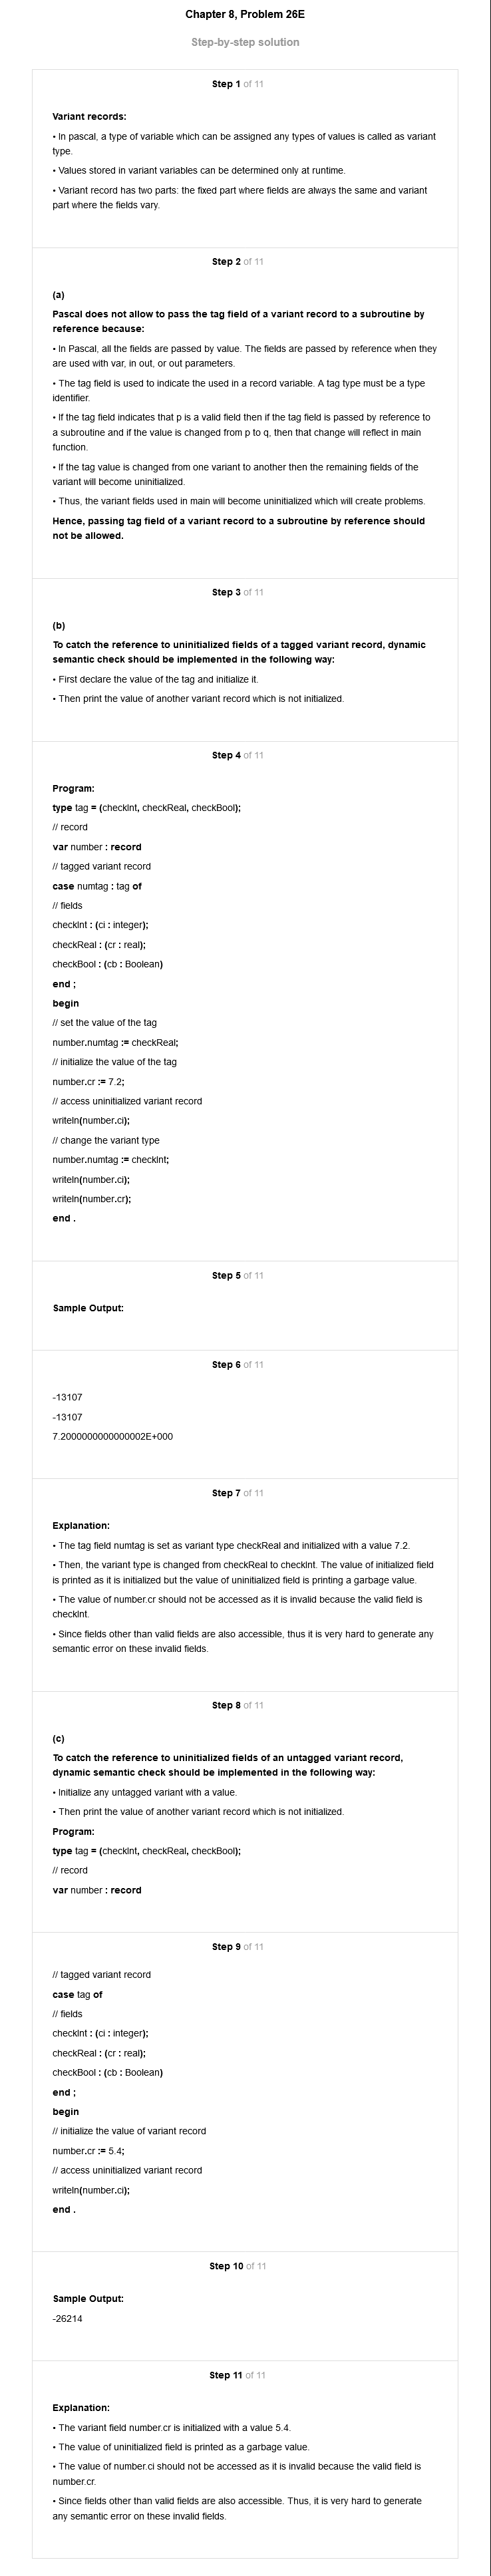 Chapter 8, Problem 26E
Step-by-step solution
Step 1 of 11
Variant records:
• In pascal, a type of variable which can be assigned any types of values is called as variant
type.
• Values stored in variant variables can be determined only at runtime.
• Variant record has two parts: the fixed part where fields are always the same and variant
part where the fields vary.
Step 2 of 11
(a)
Pascal does not allow to pass the tag field of a variant record to a subroutine by
reference because:
• In Pascal, all the fields are passed by value. The fields are passed by reference when they
are used with var, in out, or out parameters.
• The tag field is used to indicate the used in a record variable. A tag type must be a type
identifier.
• If the tag field indicates that p is a valid field then if the tag field is passed by reference to
a subroutine and if the value is changed from p to q, then that change will reflect in main
function.
• If the tag value is changed from one variant to another then the remaining fields of the
variant will become uninitialized.
• Thus, the variant fields used in main will become uninitialized which will create problems.
Hence, passing tag field of a variant record to a subroutine by reference should
not be allowed.
Step 3 of 11
(b)
To catch the reference to uninitialized fields of a tagged variant record, dynamic
semantic check should be implemented in the following way:
• First declare the value of the tag and initialize it.
• Then print the value of another variant record which is not initialized.
Step 4 of 11
Program:
type tag = (checkInt, checkReal, checkBool);
// record
var number : record
// tagged variant record
case numtag : tag of
// fields
checkInt : (ci : integer);
checkReal : (cr : real);
checkBool : (cb : Boolean)
end ;
begin
// set the value of the tag
number.numtag := checkReal;
// initialize the value of the tag
number.cr := 7.2;
// access uninitialized variant record
writeln(number.ci);
// change the variant type
number.numtag := checkInt;
writeln(number.ci);
writeln(number.cr);
end .
Step 5 of 11
Sample Output:
Step 6 of 11
-13107
-13107
7.2000000000000002E+000
Step 7 of 11
Explanation:
• The tag field numtag is set as variant type checkReal and initialized with a value 7.2.
• Then, the variant type is changed from checkReal to checkInt. The value of initialized field
is printed as it is initialized but the value of uninitialized field is printing a garbage value.
• The value of number.cr should not be accessed as it is invalid because the valid field is
checkInt.
• Since fields other than valid fields are also accessible, thus it is very hard to generate any
semantic error on these invalid fields.
Step 8 of 11
(c)
To catch the reference to uninitialized fields of an untagged variant record,
dynamic semantic check should be implemented in the following way:
• Initialize any untagged variant with a value.
• Then print the value of another variant record which is not initialized.
Program:
type tag = (checkInt, checkReal, checkBool);
// record
var number : record
Step 9 of 11
// tagged variant record
case tag of
// fields
checkInt : (ci : integer);
checkReal : (cr : real);
checkBool : (cb : Boolean)
end ;
begin
// initialize the value of variant record
number.cr := 5.4;
// access uninitialized variant record
writeln(number.ci);
end .
Step 10 of 11
Sample Output:
-26214
Step 11 of 11
Explanation:
• The variant field number.cr is initialized with a value 5.4.
• The value of uninitialized field is printed as a garbage value.
• The value of number.ci should not be accessed as it is invalid because the valid field is
number.cr.
• Since fields other than valid fields are also accessible. Thus, it is very hard to generate
any semantic error on these invalid fields.